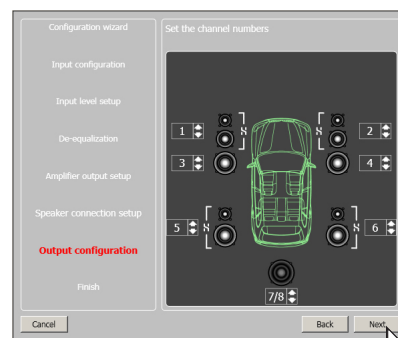 Configuration wizard
Input configuration
Input level setup
De-equalization
Amplifier output setup
Speaker connection setup
Output configuration
Finish
Set the channel numbers
1
2
3
4
5
6
7/8
Cancel
Back
Next